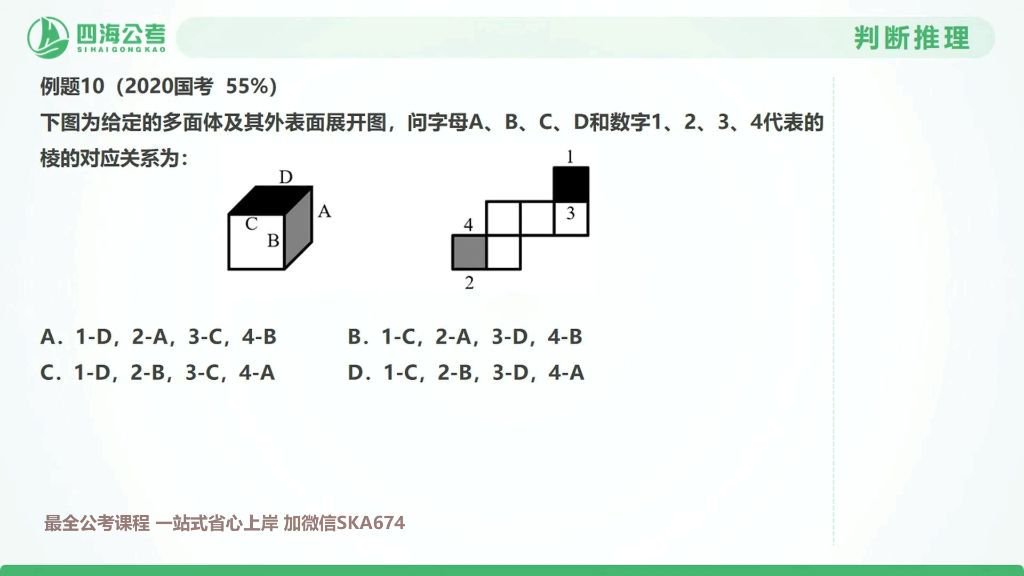 四海公考
SIHAIGONGKAO
判断推理
例题10（2020国考 55%）
下图为给定的多面体及其外表面展开图，问字母A、B、C、D和数字1、2、3、4代表的
棱的对应关系为：
D
A
C
B
1
3
4
2
A. 1-D，2-A，3-C，4-B
B. 1-C，2-A，3-D，4-B
C. 1-D，2-B，3-C，4-A
D. 1-C，2-B，3-D，4-A
最全公考课程 一站式省心上岸 加微信SKA674